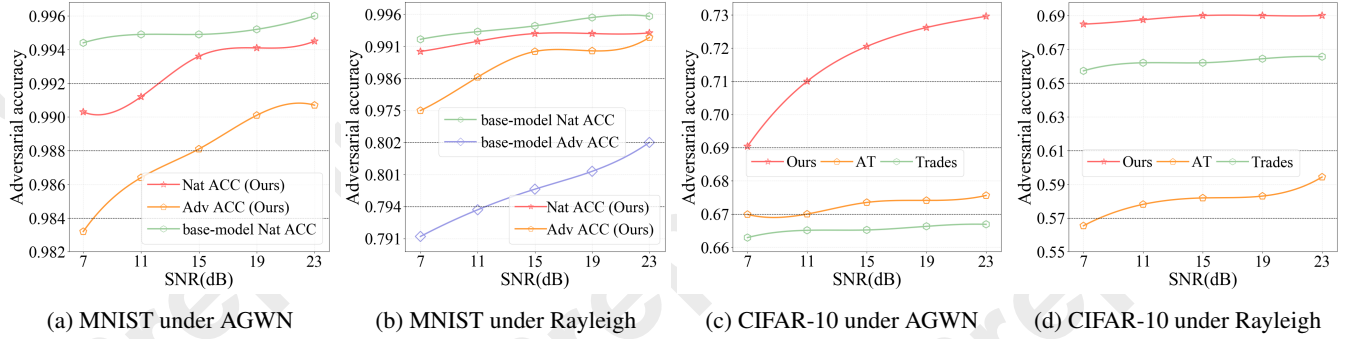 Adversarial accuracy
0.996
0.994
0.992
0.990
0.988
0.986
0.984
0.982
Nat ACC (Ours)
Adv ACC (Ours)
base-model Nat ACC
7 11 15 19 23
SNR(dB)
(a) MNIST under AGWN
Adversarial accuracy
0.996
0.991
0.986
0.975
0.802
0.801
0.794
0.791
base-model Nat ACC
base-model Adv ACC
Nat ACC (Ours)
Adv ACC (Ours)
7 11 15 19 23
SNR(dB)
(b) MNIST under Rayleigh
Adversarial accuracy
0.73
0.72
0.71
0.70
0.69
0.68
0.67
0.66
Ours AT Trades
7 11 15 19 23
SNR(dB)
(c) CIFAR-10 under AGWN
Adversarial accuracy
0.69
0.67
0.65
0.63
0.61
0.59
0.57
0.55
Ours AT Trades
7 11 15 19 23
SNR(dB)
(d) CIFAR-10 under Rayleigh